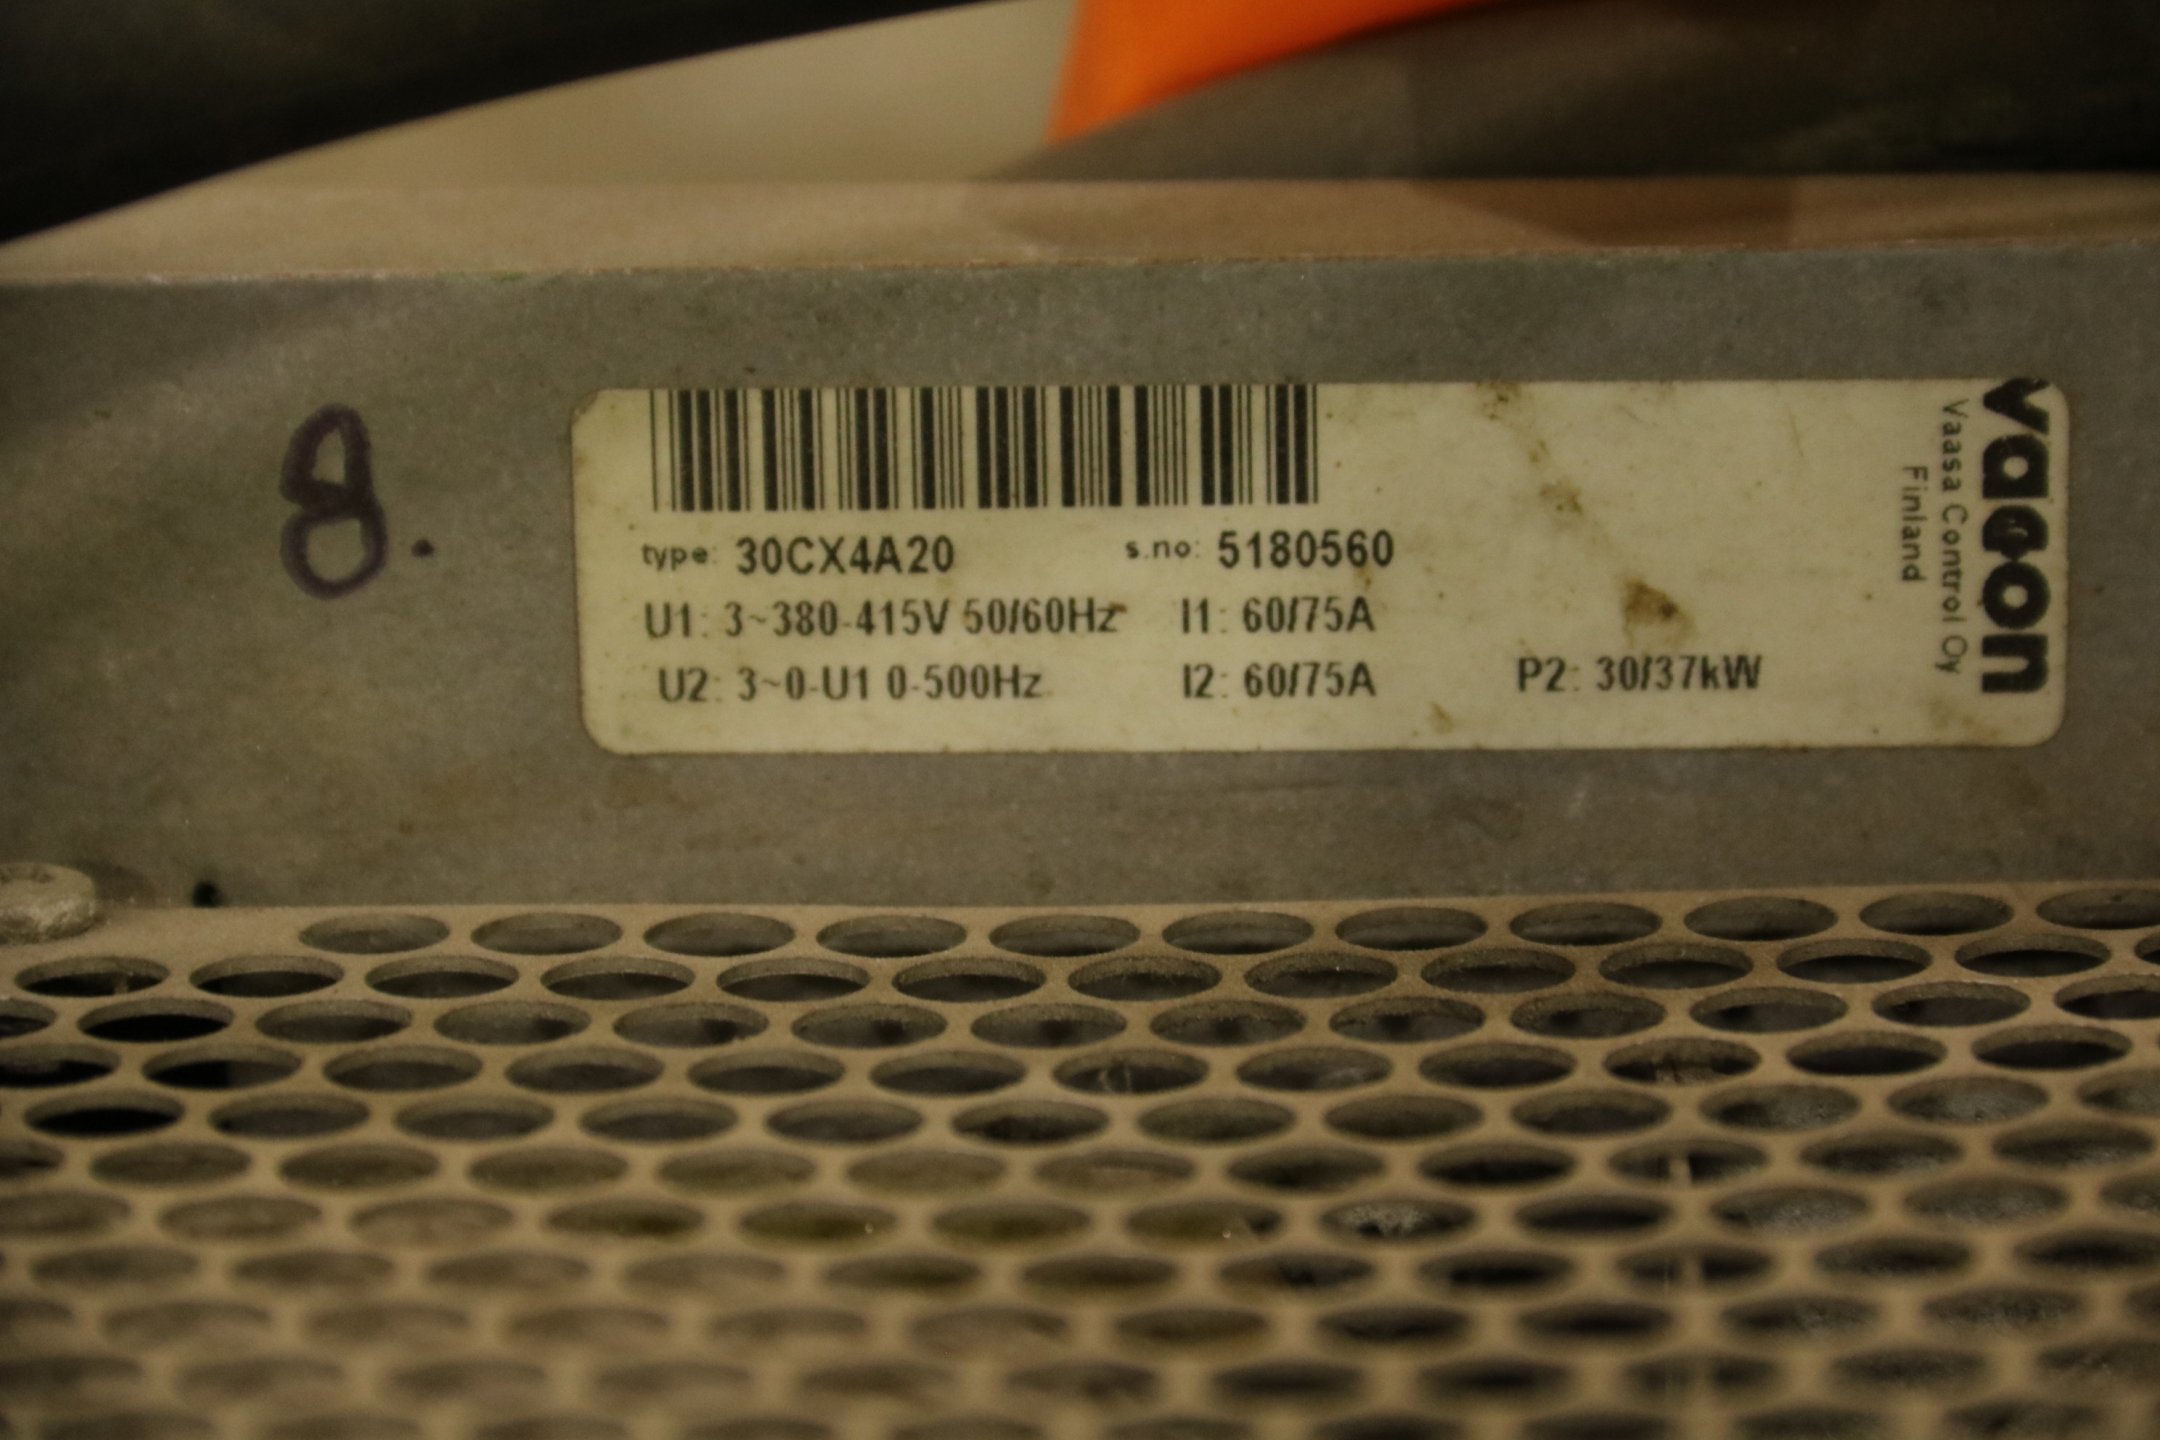 8.
type: 30CX4A20 s.no: 5180560
U1: 3~380-415V 50/60Hz I1: 60/75A
U2: 3~0-U1 0-500Hz I2: 60/75A P2: 30/37kW
vacon
Vaasa Control Oy
Finland